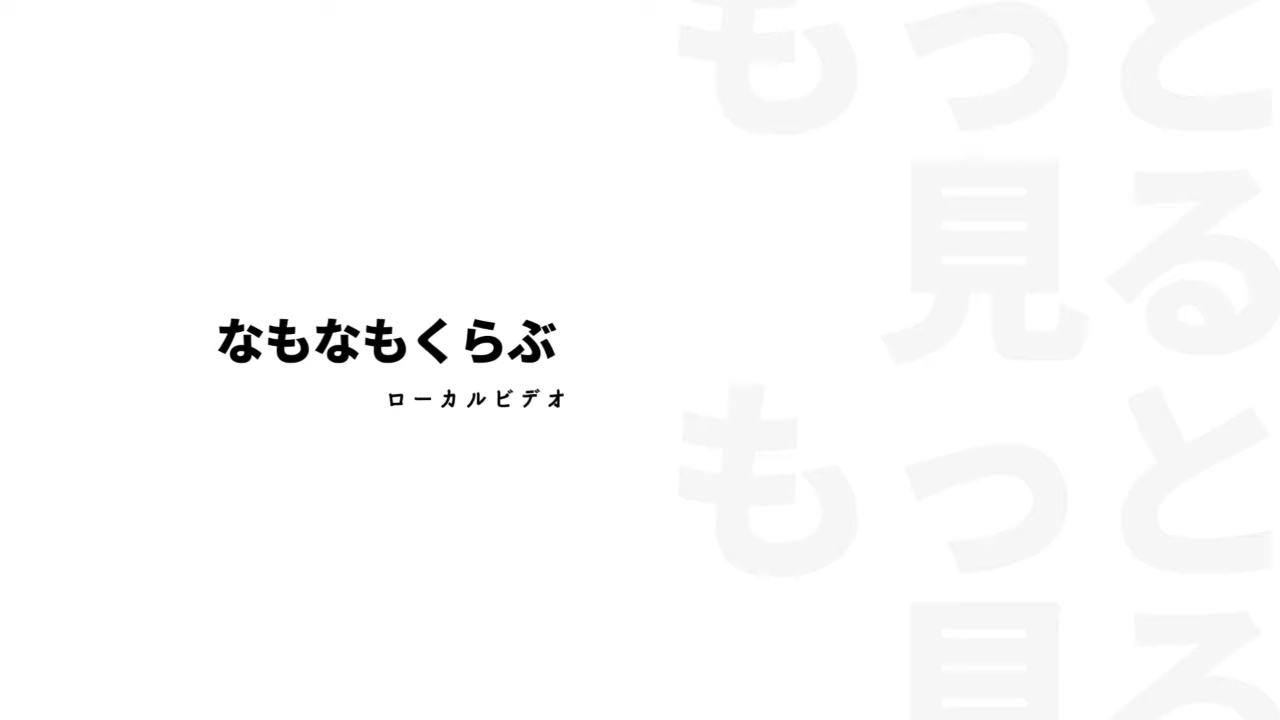 なもなもくらぶ
ローカルビデオ
もっと
見る
もっと
見る